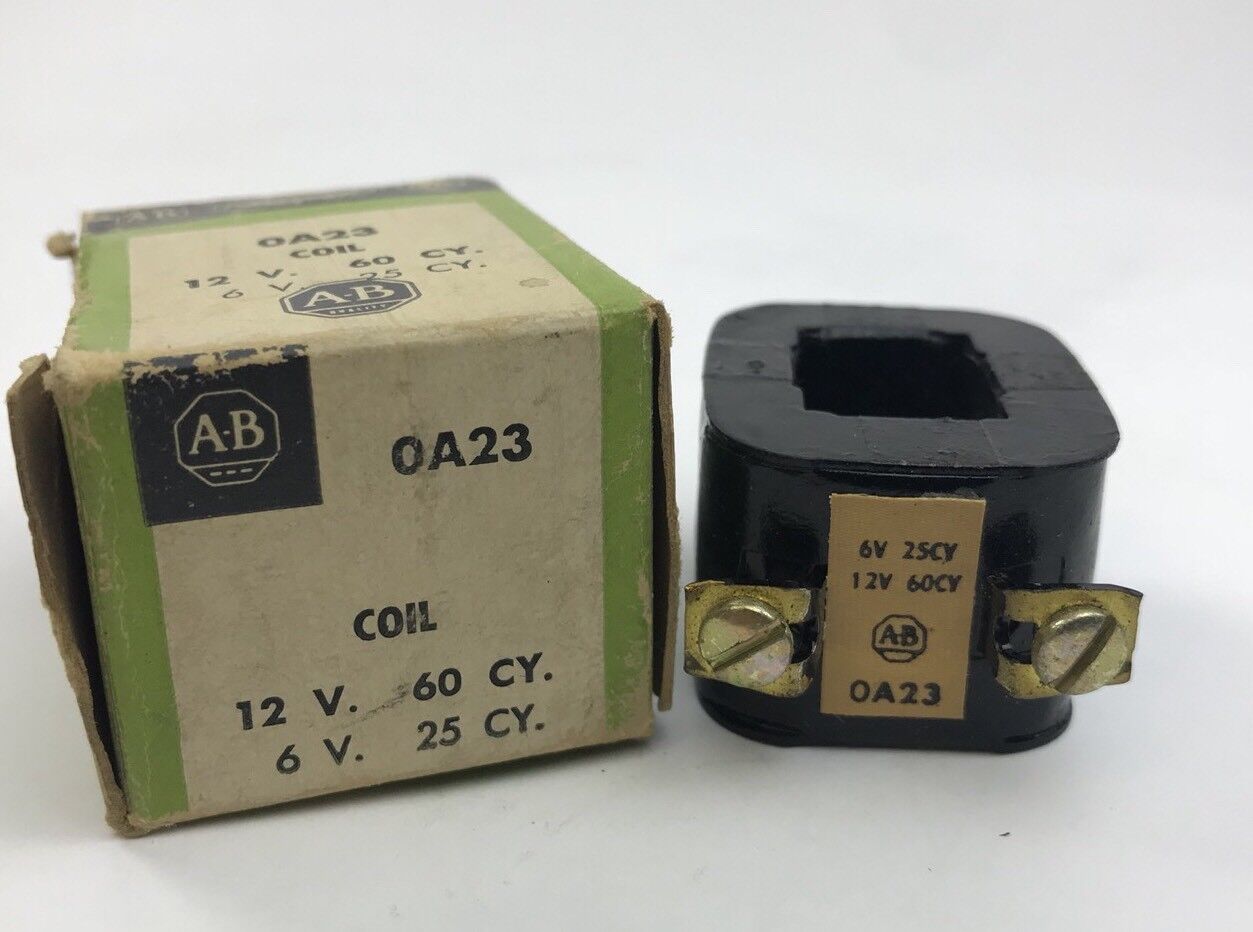 A·B
0A23
COIL
12 V. 60 CY.
6 V. 25 CY.
A-B
QUALITY
A-B
0A23
COIL
12 V. 60 CY.
6 V. 25 CY.
6V 25CY
12V 60CY
A-B
0A23